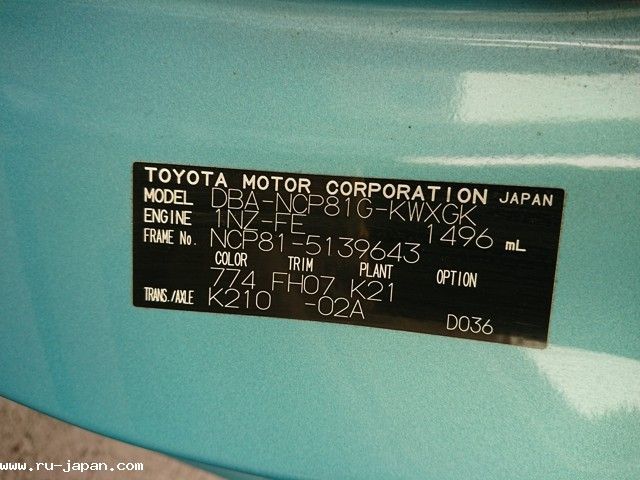 TOYOTA MOTOR CORPORATION JAPAN
MODEL DBA-NCP81G-KWXGK
ENGINE 1NZ-FE 1496 mL
FRAME No. NCP81-5139643
COLOR TRIM PLANT OPTION
774 FH07 K21
TRANS./AXLE K210 -02A
D036
www.ru-japan.com